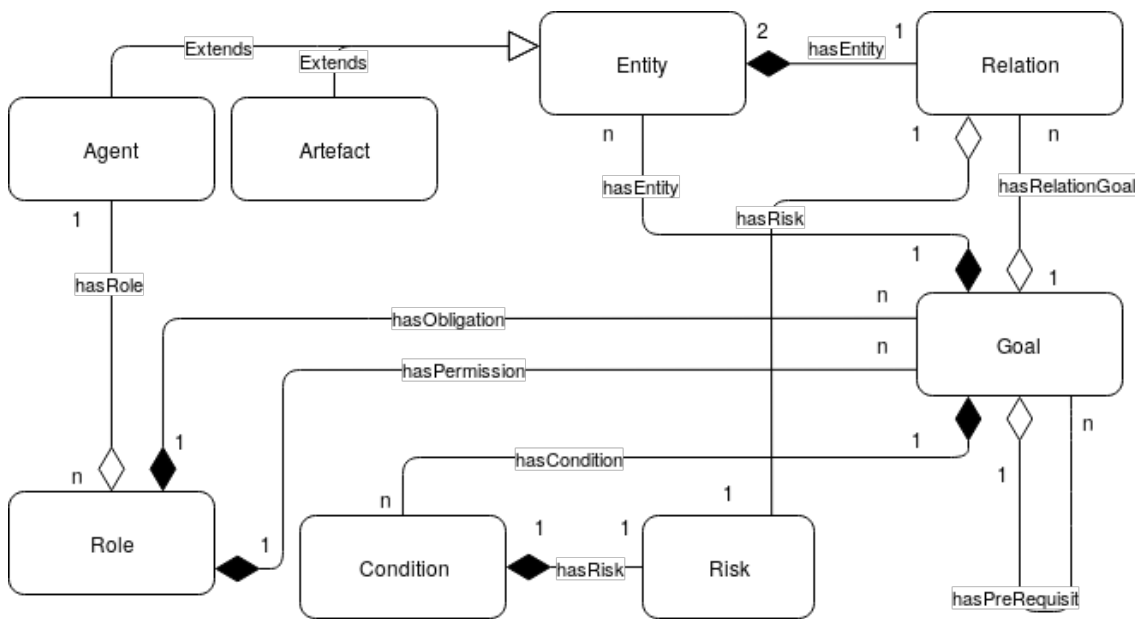 2
1
Extends
hasEntity
Extends
Entity
Relation
Agent
Artefact
n
1
n
hasEntity
hasRelationGoal
1
hasRisk
1
1
hasRole
n
hasObligation
n
Goal
hasPermission
n
1
1
hasCondition
n
1
n
1
1
1
1
Role
Condition
hasRisk
Risk
hasPreRequisit